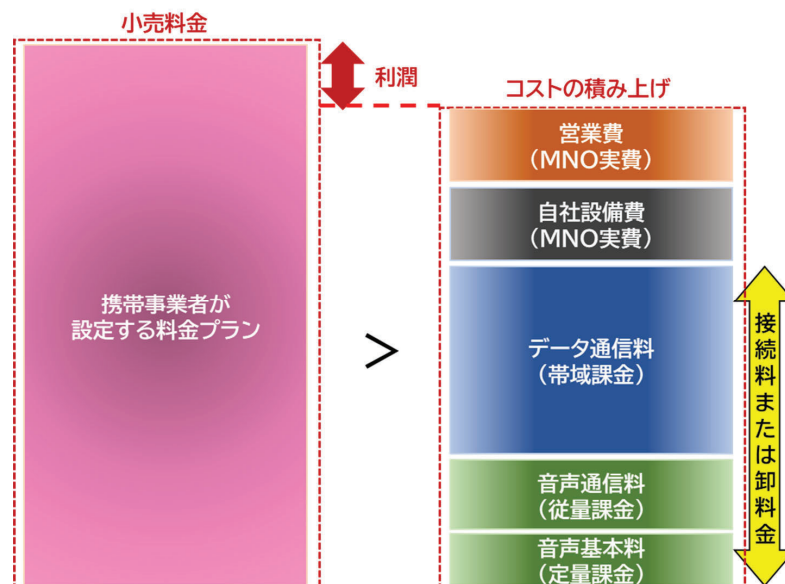 小売料金
利潤
コストの積み上げ
携帯事業者が
設定する料金プラン
>
営業費
(MNO実費)
自社設備費
(MNO実費)
データ通信料
(帯域課金)
音声通信料
(従量課金)
音声基本料
(定量課金)
接続料または卸料金